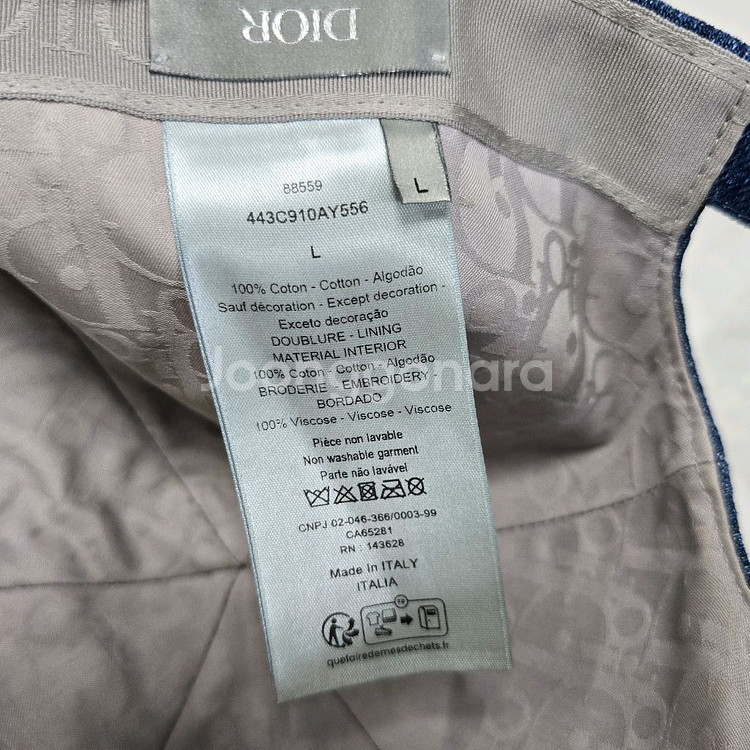 DIOR
L
88559
443C910AY556
L
100% Coton - Cotton - Algodão
Sauf décoration - Except decoration -
Exceto decoração
DOUBLURE - LINING
MATERIAL INTERIOR
100% Coton - Cotton - Algodão
BRODERIE - EMBROIDERY
BORDADO
100% Viscose - Viscose - Viscose
Pièce non lavable
Non washable garment
Parte não lavável
CNPJ 02-046-366/0003-99
CA65281
RN : 143628
Made in ITALY
ITALIA
FR
quefairedemesdechets.fr